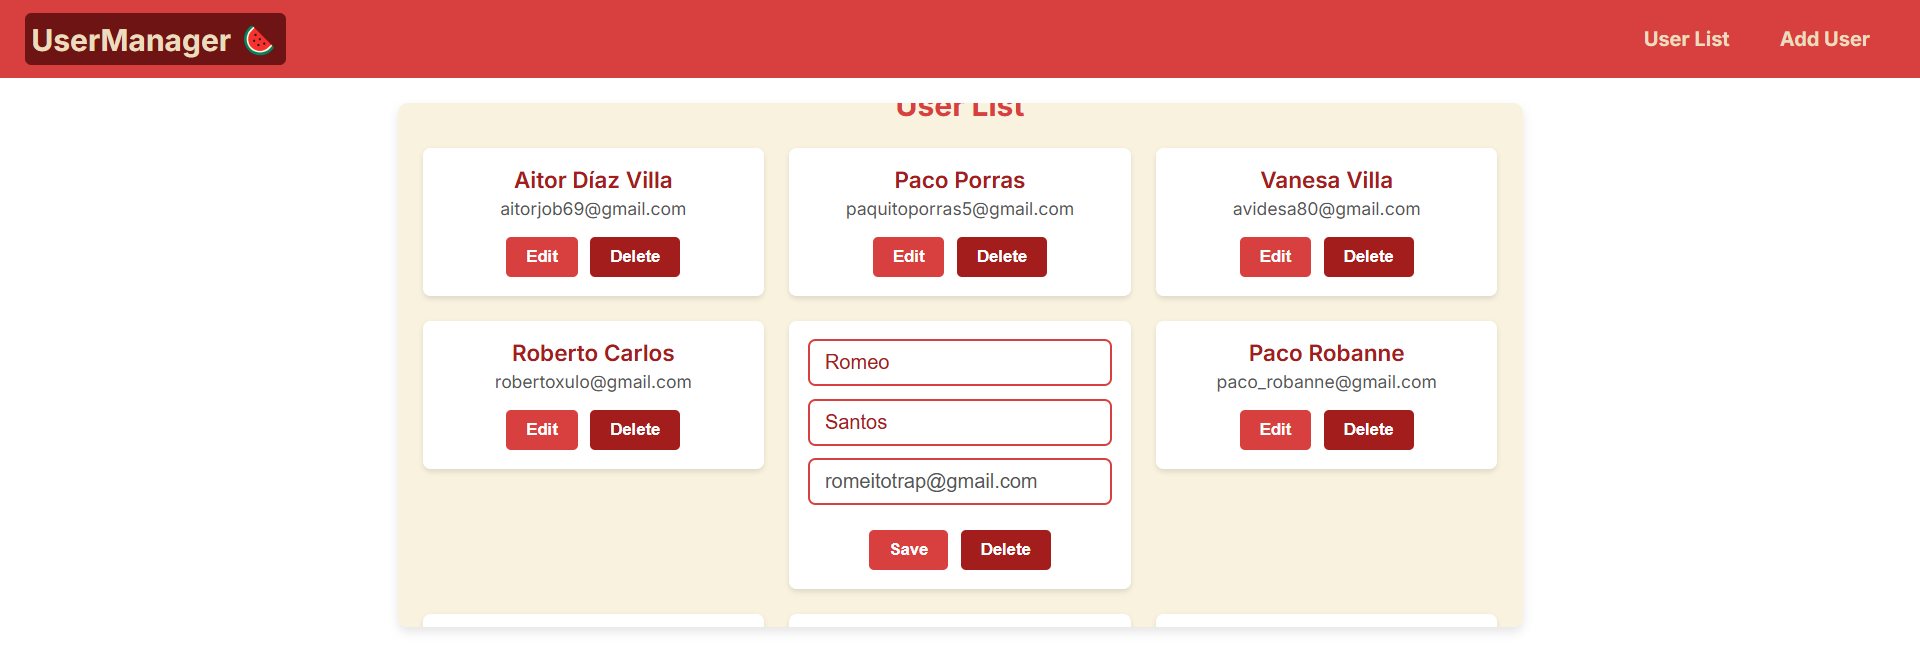 UserManager 🍉
User List
Add User
User List
Aitor Díaz Villa
aitorjob69@gmail.com
Edit
Delete
Paco Porras
paquitoporras5@gmail.com
Edit
Delete
Vanesa Villa
avidesa80@gmail.com
Edit
Delete
Roberto Carlos
robertoxulo@gmail.com
Edit
Delete
Romeo
Santos
romeitotrap@gmail.com
Save
Delete
Paco Robanne
paco_robanne@gmail.com
Edit
Delete